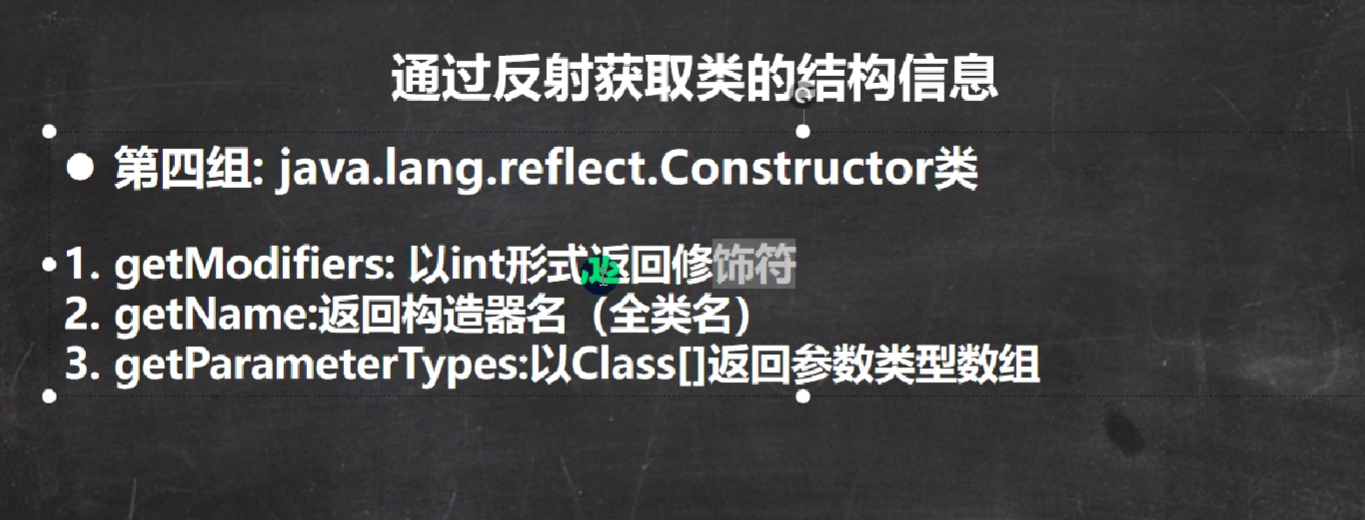 通过反射获取类的结构信息
● 第四组: java.lang.reflect.Constructor类
1. getModifiers: 以int形式返回修饰符
2. getName:返回构造器名（全类名）
3. getParameterTypes:以Class[]返回参数类型数组